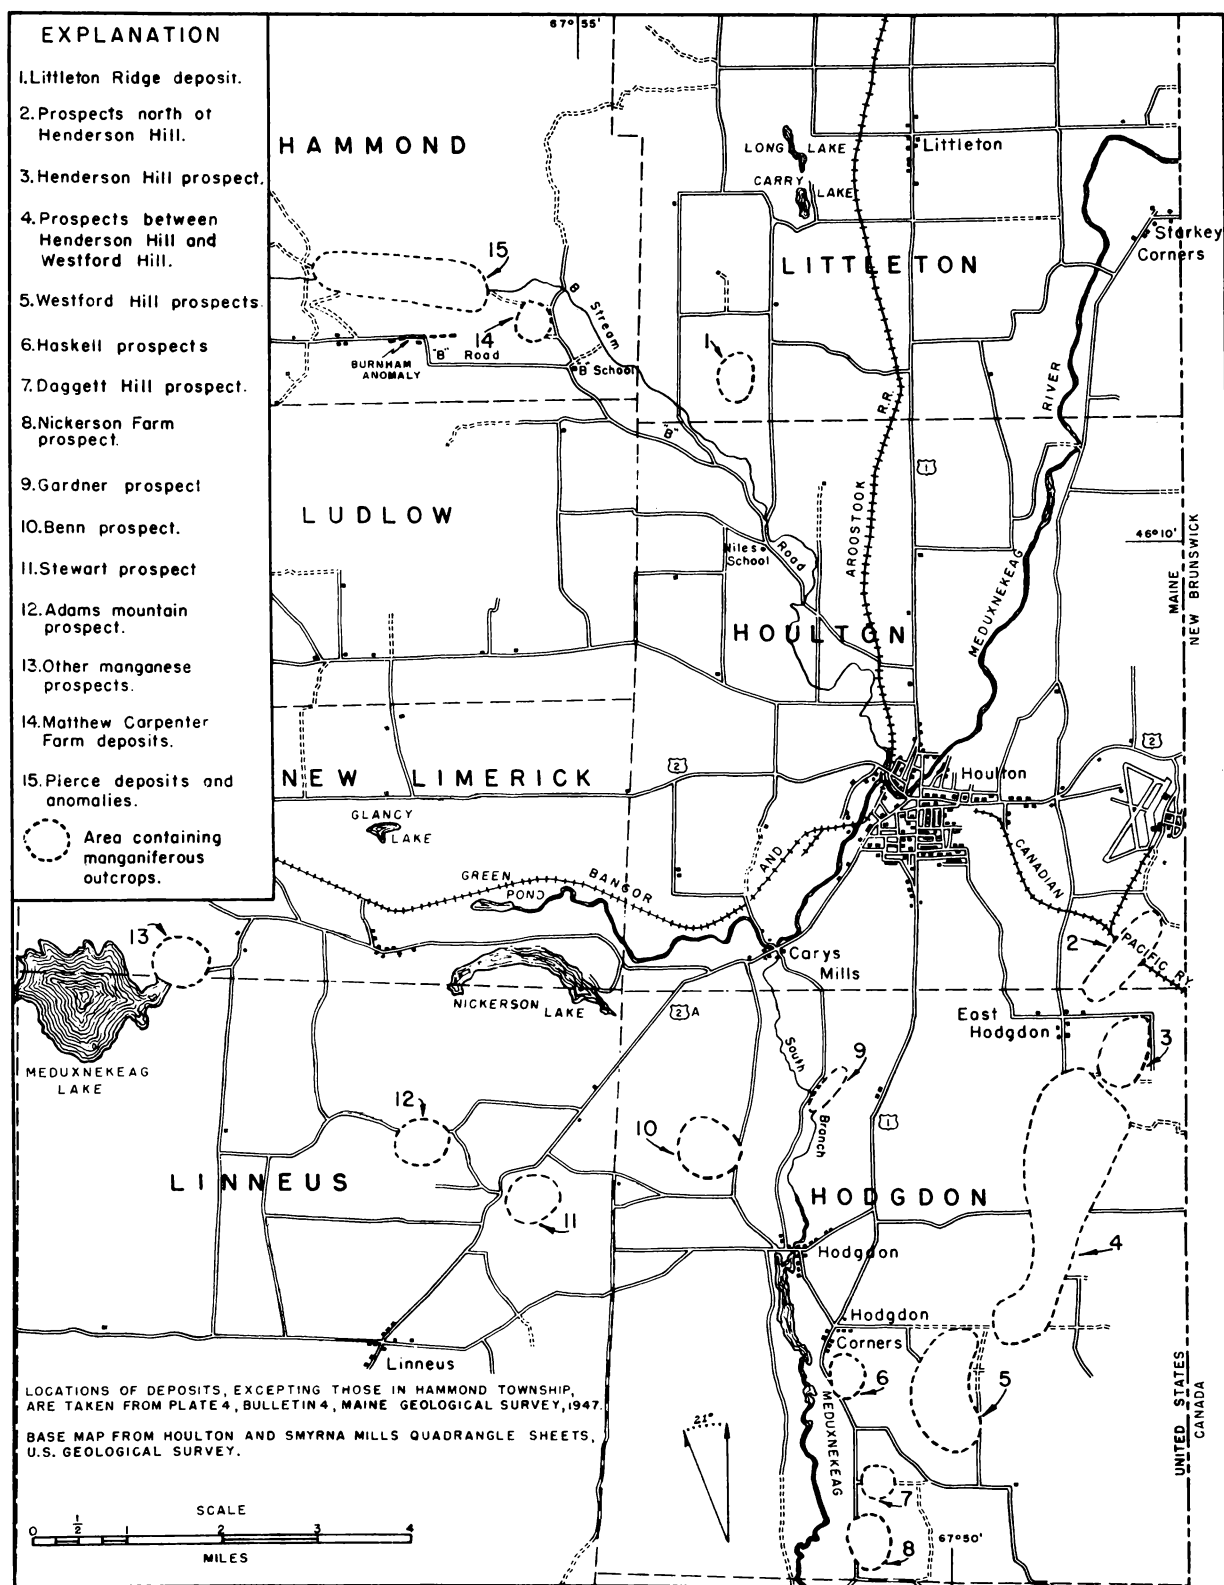 EXPLANATION
1.Littleton Ridge deposit.
2.Prospects north of
Henderson Hill.
3.Henderson Hill prospect.
4.Prospects between
Henderson Hill and
Westford Hill.
5.Westford Hill prospects.
6.Haskell prospects
7.Daggett Hill prospect.
8.Nickerson Farm
prospect.
9.Gardner prospect
10.Benn prospect.
11.Stewart prospect
12.Adams mountain
prospect.
13.Other manganese
prospects.
14.Matthew Carpenter
Farm deposits.
15.Pierce deposits and
anomalies.
Area containing
manganiferous
outcrops.
67°55'
HAMMOND
LONG LAKE
CARRY
LAKE
Littleton
Starkey
Corners
LITTLETON
15
14
B Stream
"B" Road
BURNHAM
ANOMALY
"B" School
1
RIVER
R.R.
"B"
1
LUDLOW
AROOSTOOK
46°10'
MAINE
NEW BRUNSWICK
Niles
School
Road
MEDUXNEKEAG
HOULTON
2
2
Houlton
NEW LIMERICK
GLANCY
LAKE
AND
CANADIAN
GREEN
POND
BANGOR
13
2
PACIFIC RY.
Carys
Mills
NICKERSON LAKE
2 A
East
Hodgdon
3
South
9
MEDUXNEKEAG
LAKE
12
10
Branch
1
LINNEUS
HODGDON
11
4
Hodgdon
Hodgdon
Corners
Linneus
6
5
LOCATIONS OF DEPOSITS, EXCEPTING THOSE IN HAMMOND TOWNSHIP,
ARE TAKEN FROM PLATE 4, BULLETIN 4, MAINE GEOLOGICAL SURVEY, 1947.
BASE MAP FROM HOULTON AND SMYRNA MILLS QUADRANGLE SHEETS,
U.S. GEOLOGICAL SURVEY.
21°
MEDUXNEKEAG
UNITED STATES
CANADA
7
8
67°50'
SCALE
0 1/2 1 2 3 4
MILES